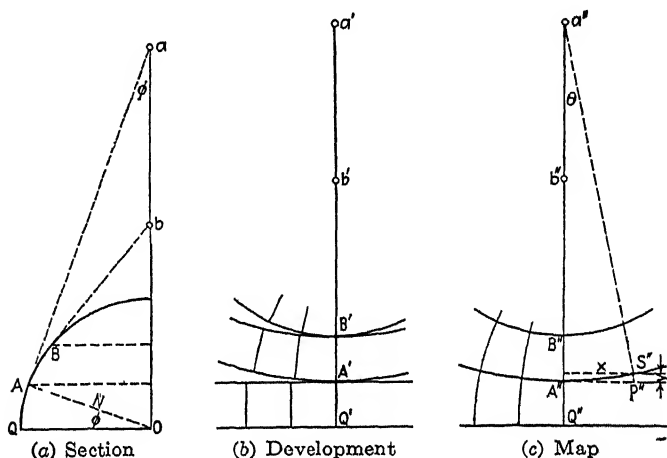 a
ϕ
b
B
A
N
ϕ
Q
O
(a) Section
a'
b'
B'
A'
Q'
(b) Development
a"
θ
b"
B"
x
S"
A"
P"
Q"
(c) Map